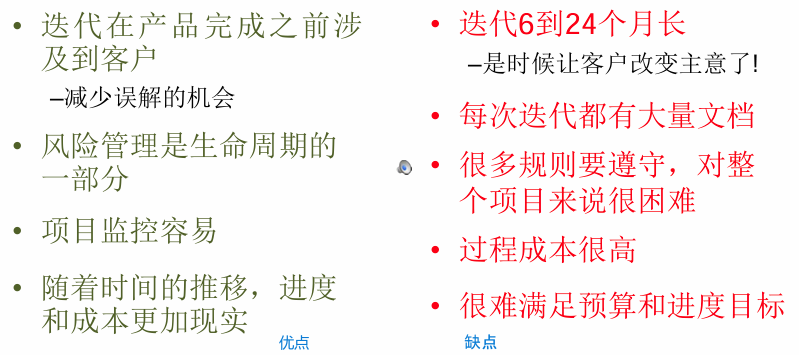 • 迭代在产品完成之前涉
及到客户
–减少误解的机会
• 风险管理是生命周期的
一部分
• 项目监控容易
• 随着时间的推移，进度
和成本更加现实
优点
• 迭代6到24个月长
–是时候让客户改变主意了!
• 每次迭代都有大量文档
• 很多规则要遵守，对整
个项目来说很困难
• 过程成本很高
• 很难满足预算和进度目标
缺点